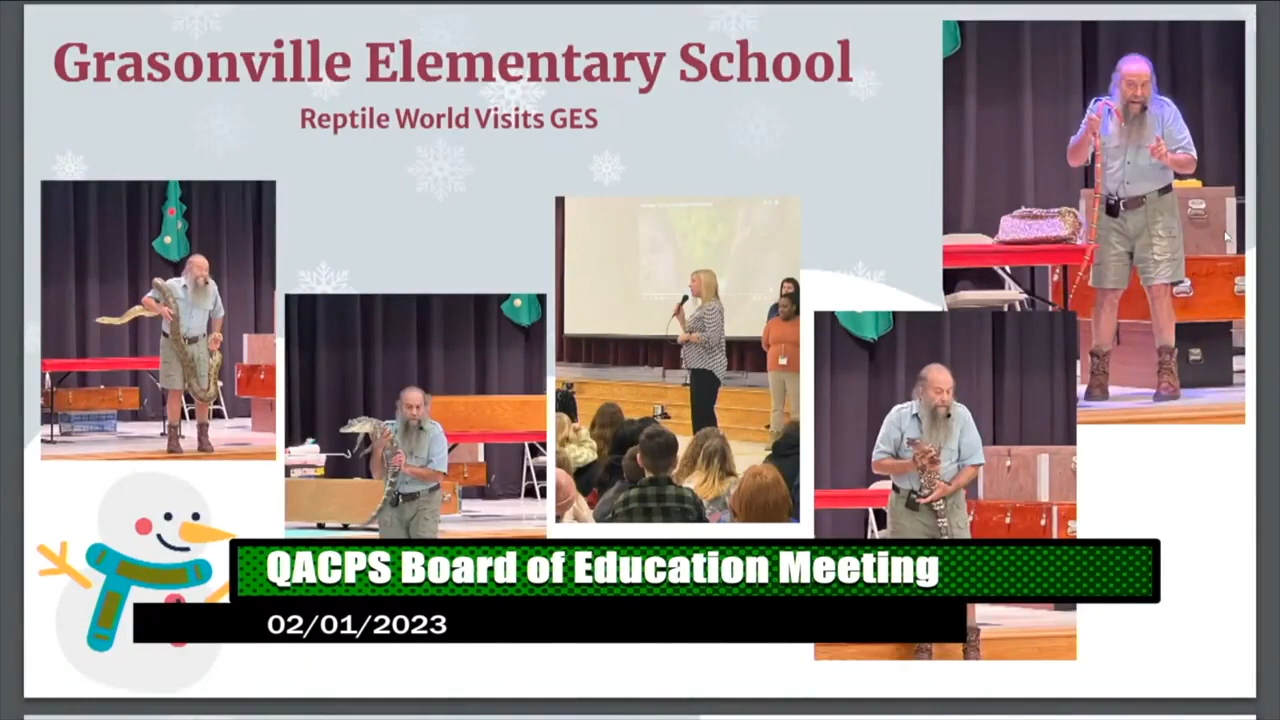 Grasonville Elementary School
Reptile World Visits GES
QACPS Board of Education Meeting
02/01/2023